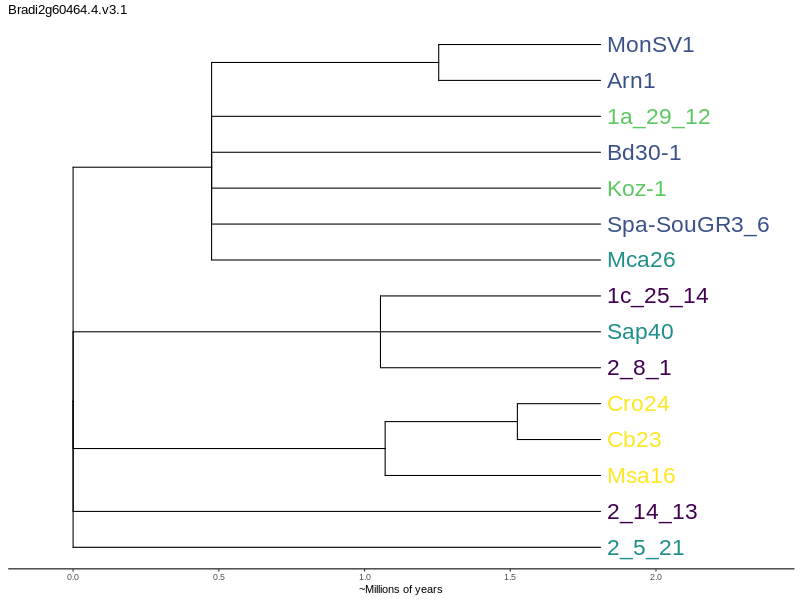 Bradi2g60464.4.v3.1
MonSV1
Arn1
1a_29_12
Bd30-1
Koz-1
Spa-SouGR3_6
Mca26
1c_25_14
Sap40
2_8_1
Cro24
Cb23
Msa16
2_14_13
2_5_21
0.0 0.5 1.0 1.5 2.0
~Millions of years